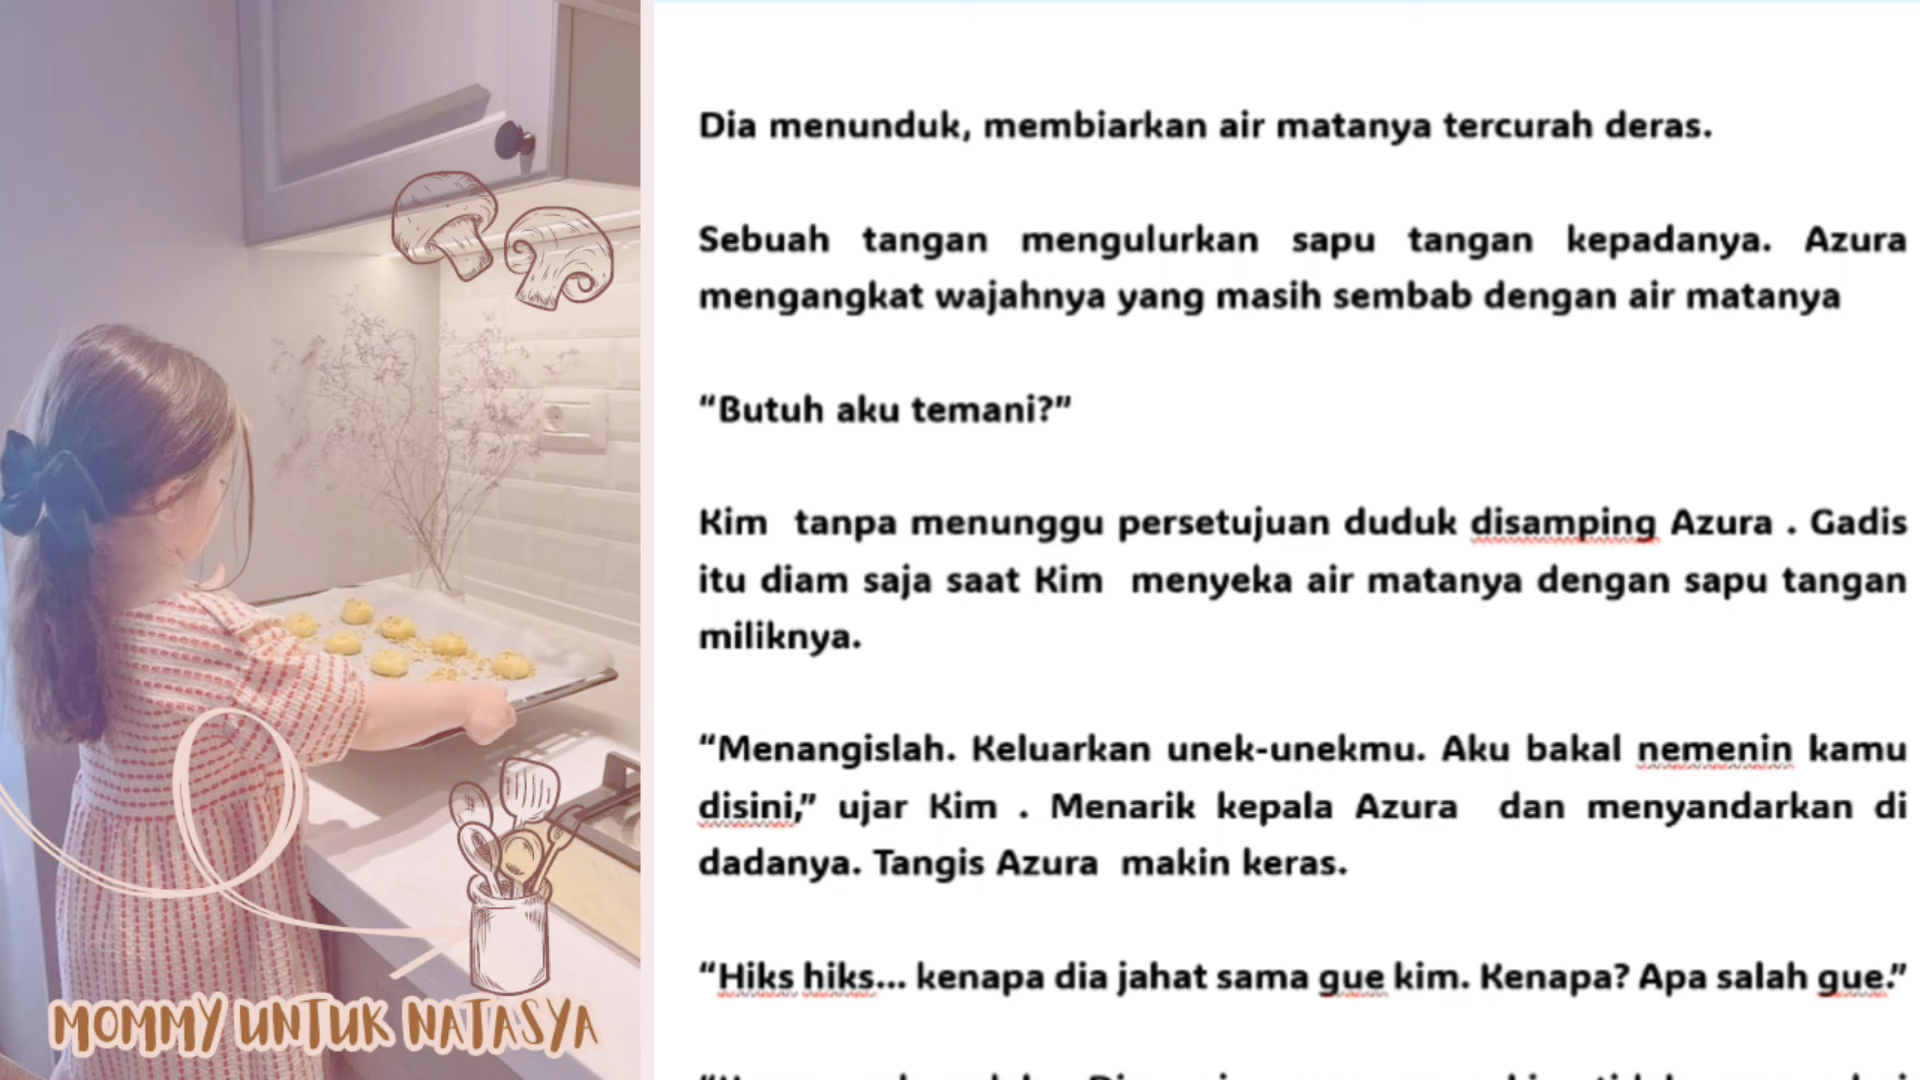 Dia menunduk, membiarkan air matanya tercurah deras.
Sebuah tangan mengulurkan sapu tangan kepadanya. Azura
mengangkat wajahnya yang masih sembab dengan air matanya
“Butuh aku temani?”
Kim tanpa menunggu persetujuan duduk disamping Azura . Gadis
itu diam saja saat Kim menyeka air matanya dengan sapu tangan
miliknya.
“Menangislah. Keluarkan unek-unekmu. Aku bakal nemenin kamu
disini,” ujar Kim . Menarik kepala Azura dan menyandarkan di
dadanya. Tangis Azura makin keras.
“Hiks hiks... kenapa dia jahat sama gue kim. Kenapa? Apa salah gue.”
MOMMY UNTUK NATASYA